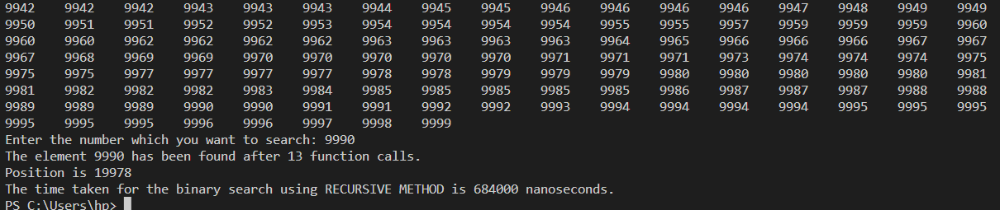 9942 9942 9942 9943 9943 9943 9944 9945 9945 9946 9946 9946 9946 9947 9948 9949 9949
9950 9951 9951 9952 9952 9953 9954 9954 9954 9954 9955 9955 9957 9959 9959 9959 9960
9960 9960 9962 9962 9962 9962 9963 9963 9963 9963 9964 9965 9966 9966 9966 9967 9967
9967 9968 9969 9969 9970 9970 9970 9970 9970 9971 9971 9971 9973 9974 9974 9974 9975
9975 9975 9977 9977 9977 9977 9978 9978 9979 9979 9979 9980 9980 9980 9980 9980 9981
9981 9982 9982 9982 9983 9984 9985 9985 9985 9985 9985 9986 9987 9987 9987 9988 9988
9989 9989 9989 9990 9990 9991 9991 9992 9992 9993 9994 9994 9994 9994 9995 9995 9995
9995 9995 9995 9996 9996 9997 9998 9999
Enter the number which you want to search: 9990
The element 9990 has been found after 13 function calls.
Position is 19978
The time taken for the binary search using RECURSIVE METHOD is 684000 nanoseconds.
PS C:\Users\hp>